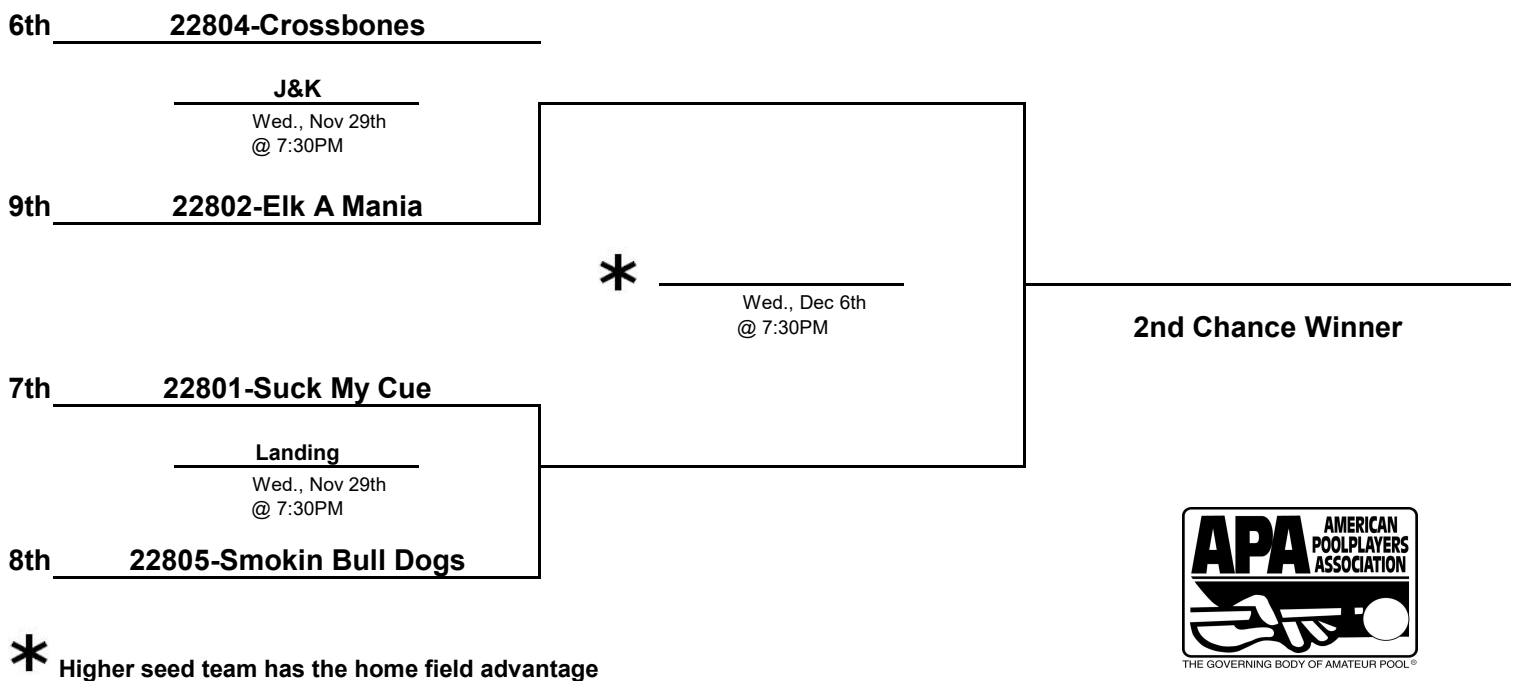 6th 22804-Crossbones
J&K
Wed., Nov 29th
@ 7:30PM
9th 22802-Elk A Mania
*
Wed., Dec 6th
@ 7:30PM
2nd Chance Winner
7th 22801-Suck My Cue
Landing
Wed., Nov 29th
@ 7:30PM
8th 22805-Smokin Bull Dogs
* Higher seed team has the home field advantage
APA AMERICAN
POOLPLAYERS
ASSOCIATION
THE GOVERNING BODY OF AMATEUR POOL®